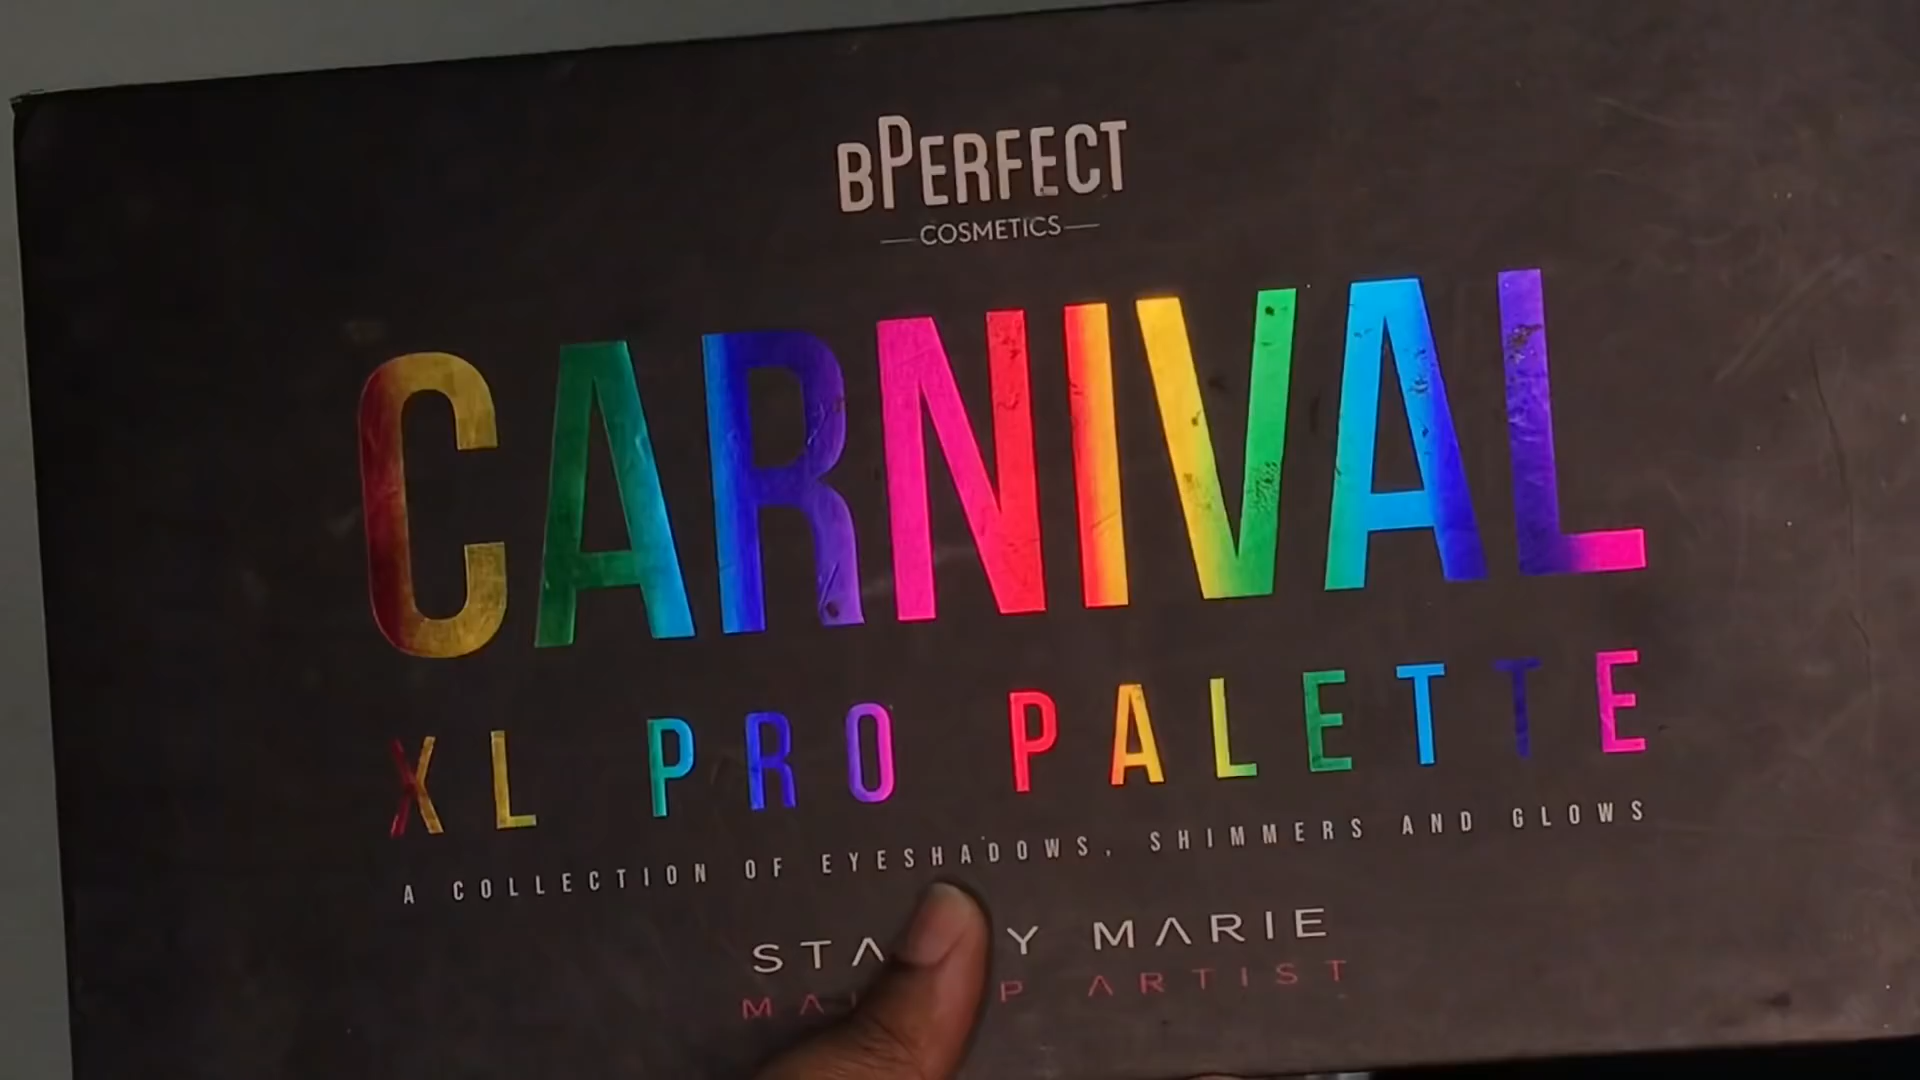 BPERFECT
COSMETICS
CARNIVAL
XL PRO PALETTE
A COLLECTION OF EYESHADOWS, SHIMMERS AND GLOWS
MARIE
ARTIST